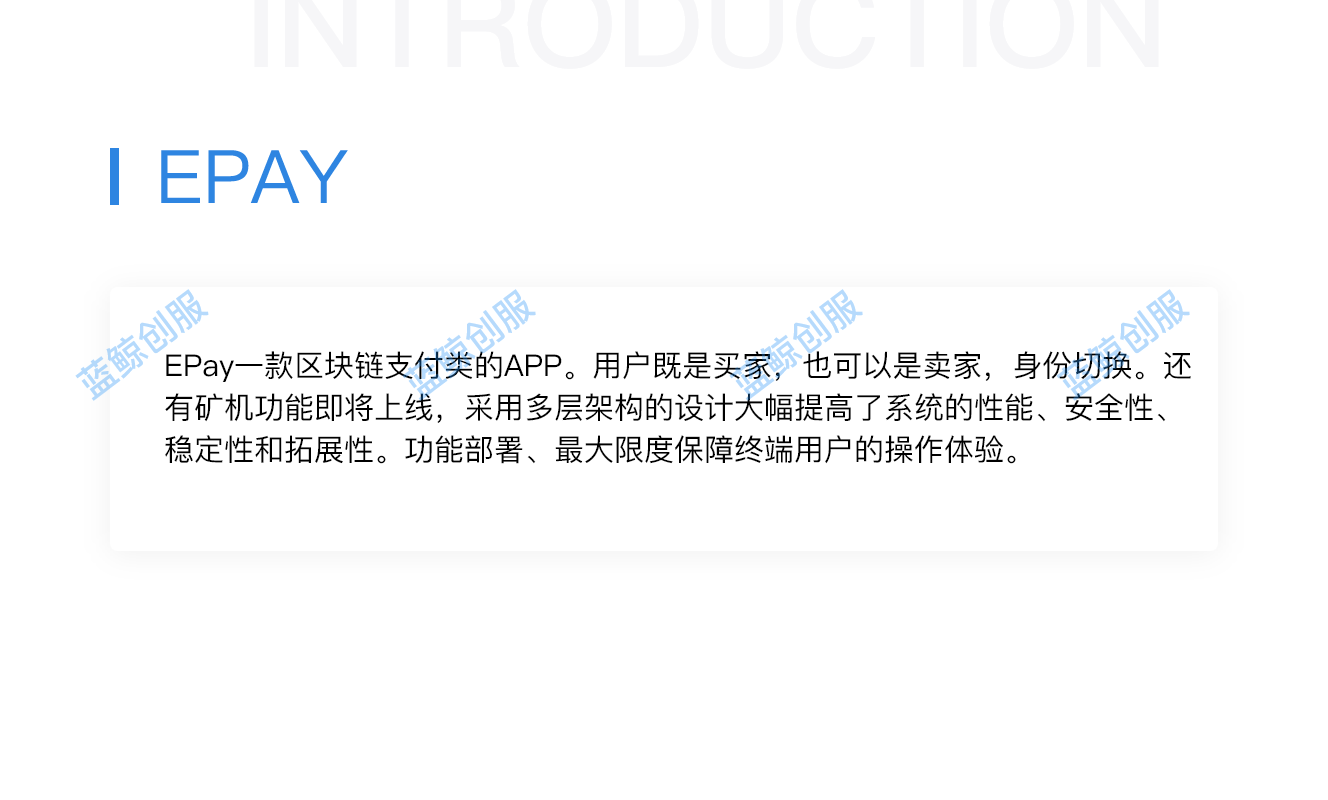 INTRODUCTION
EPAY
蓝鲸创服 蓝鲸创服 蓝鲸创服 蓝鲸创服
EPay一款区块链支付类的APP。用户既是买家，也可以是卖家，身份切换。还
有矿机功能即将上线，采用多层架构的设计大幅提高了系统的性能、安全性、
稳定性和拓展性。功能部署、最大限度保障终端用户的操作体验。